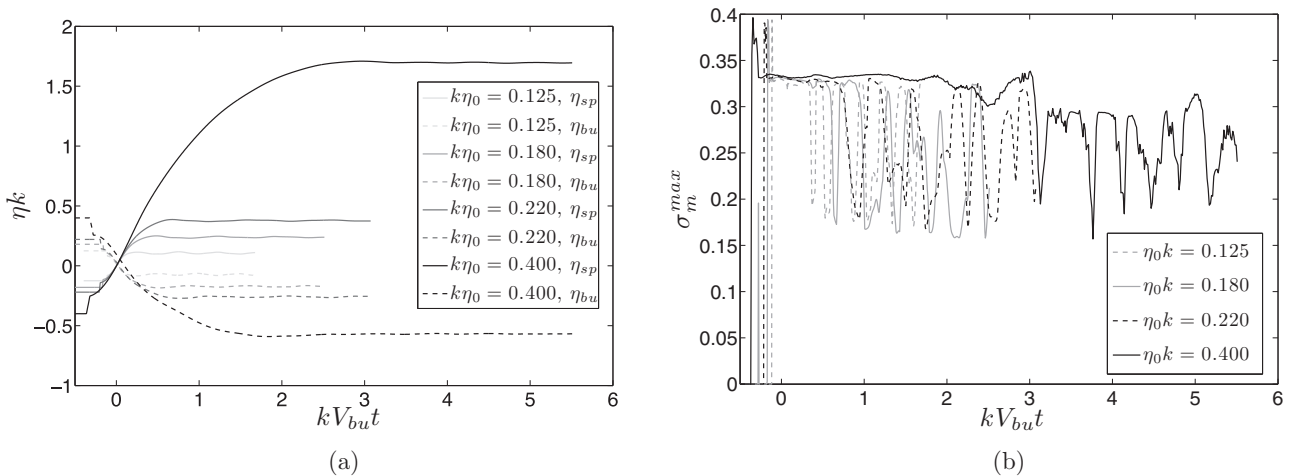 2
1.5
1
0.5
0
−0.5
−1
ηk
0 1 2 3 4 5 6
kV_{bu}t
kη_0 = 0.125, η_{sp}
kη_0 = 0.125, η_{bu}
kη_0 = 0.180, η_{sp}
kη_0 = 0.180, η_{bu}
kη_0 = 0.220, η_{sp}
kη_0 = 0.220, η_{bu}
kη_0 = 0.400, η_{sp}
kη_0 = 0.400, η_{bu}
(a)
0.4
0.35
0.3
0.25
0.2
0.15
0.1
0.05
0
σ_m^{max}
0 1 2 3 4 5 6
kV_{bu}t
η_0k = 0.125
η_0k = 0.180
η_0k = 0.220
η_0k = 0.400
(b)